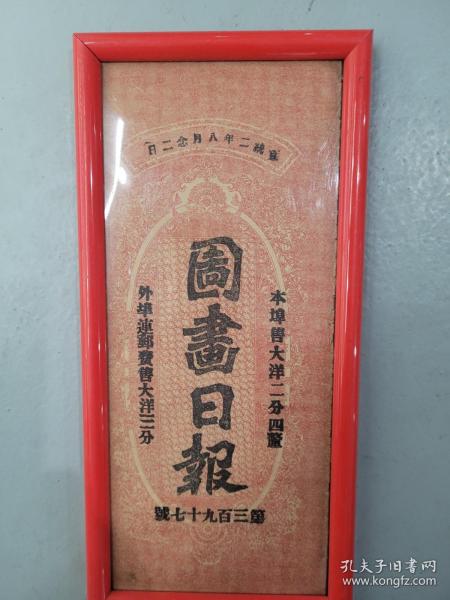 宣統二年八月念二日
本埠售大洋二分四釐
圖畫日報
外埠連郵費售大洋三分
第三百九十七號
孔夫子旧书网
www.kongfz.com